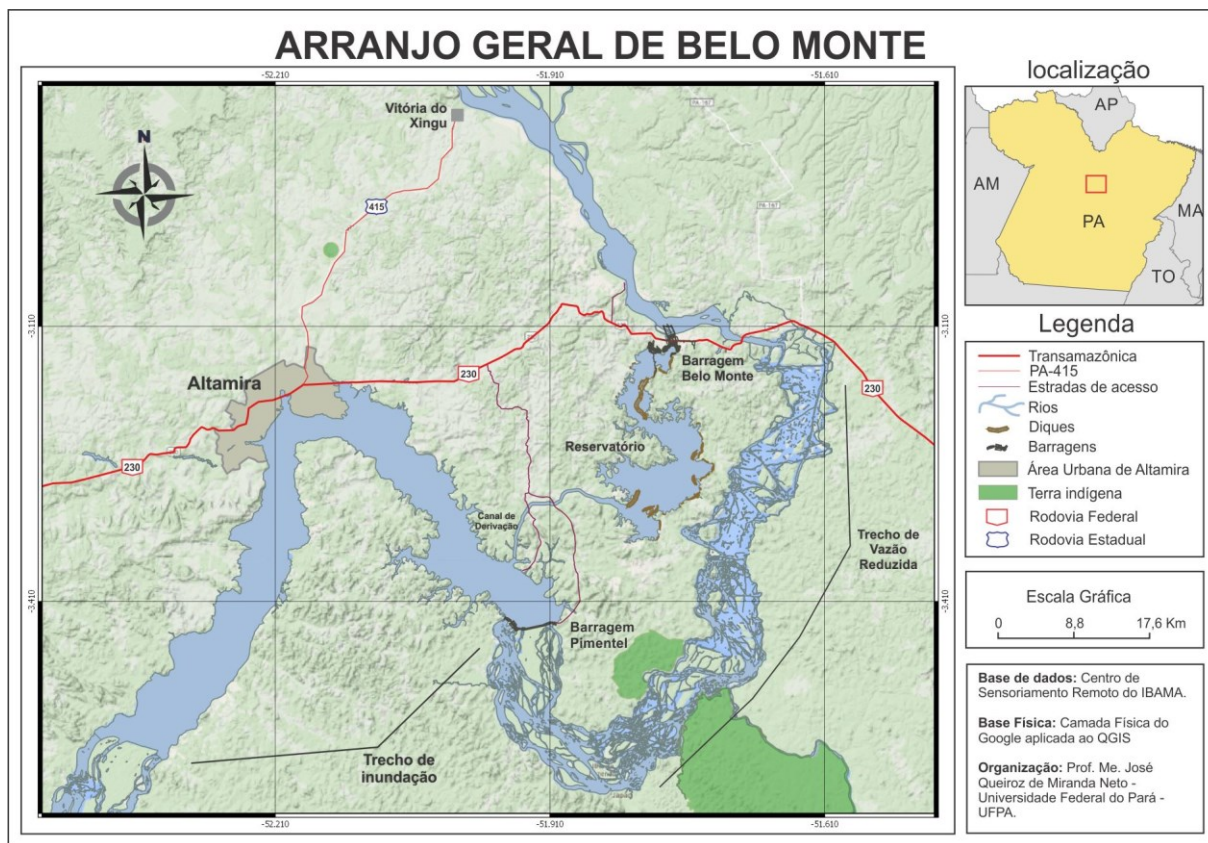 ARRANJO GERAL DE BELO MONTE
-52.210
-51.910
-51.610
Vitória do
Xingu
N
PA 167
415
PA 167
-3.110
-3.110
Altamira
230
Barragem
Belo Monte
230
230
Reservatório
Canal de
Derivação
Trecho de
Vazão
Reduzida
-3.410
-3.410
Barragem
Pimentel
Trecho de
inundação
-52.210
-51.910
-51.610
localização
AP
AM
PA
MA
TO
Legenda
Transamazônica
PA-415
Estradas de acesso
Rios
Diques
Barragens
Área Urbana de Altamira
Terra indígena
Rodovia Federal
Rodovia Estadual
Escala Gráfica
0 8,8 17,6 Km
Base de dados: Centro de
Sensoriamento Remoto do IBAMA.
Base Física: Camada Física do
Google aplicada ao QGIS
Organização: Prof. Me. José
Queiroz de Miranda Neto -
Universidade Federal do Pará -
UFPA.